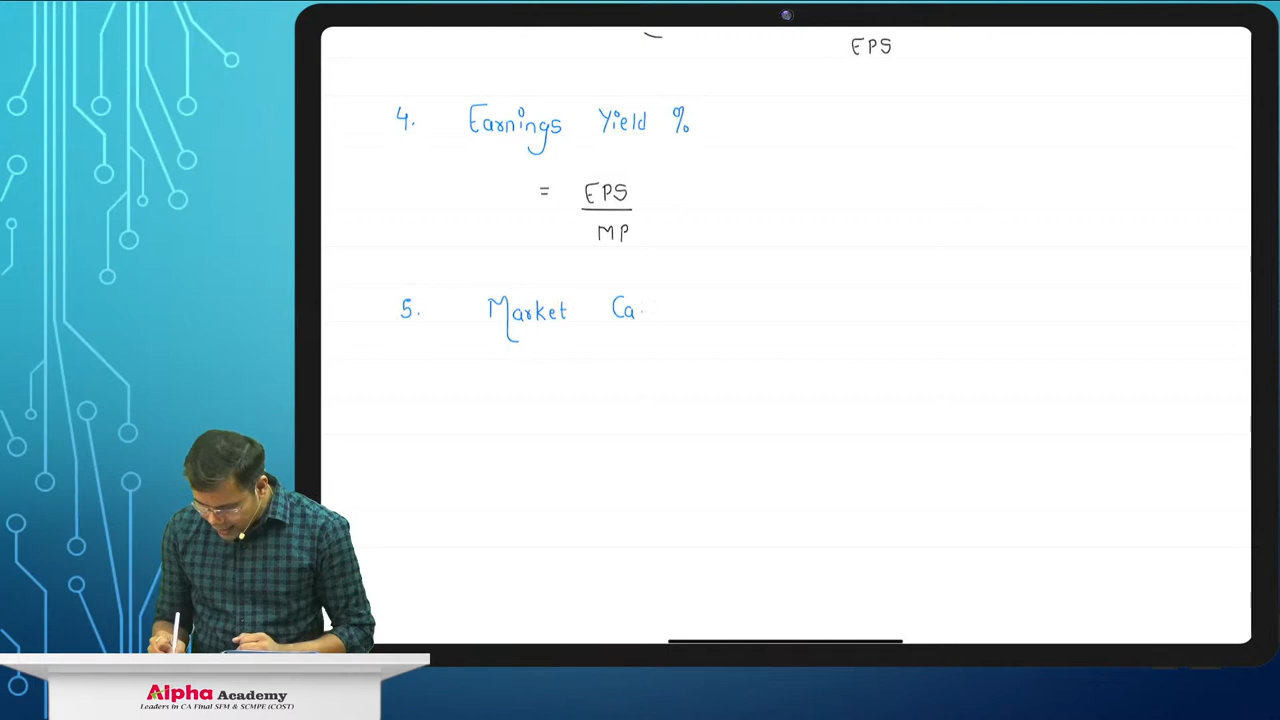 EPS
4. Earnings Yield %
= EPS
MP
5. Market Ca
Alpha Academy
Leaders in CA Final SFM & SCMPE (COST)